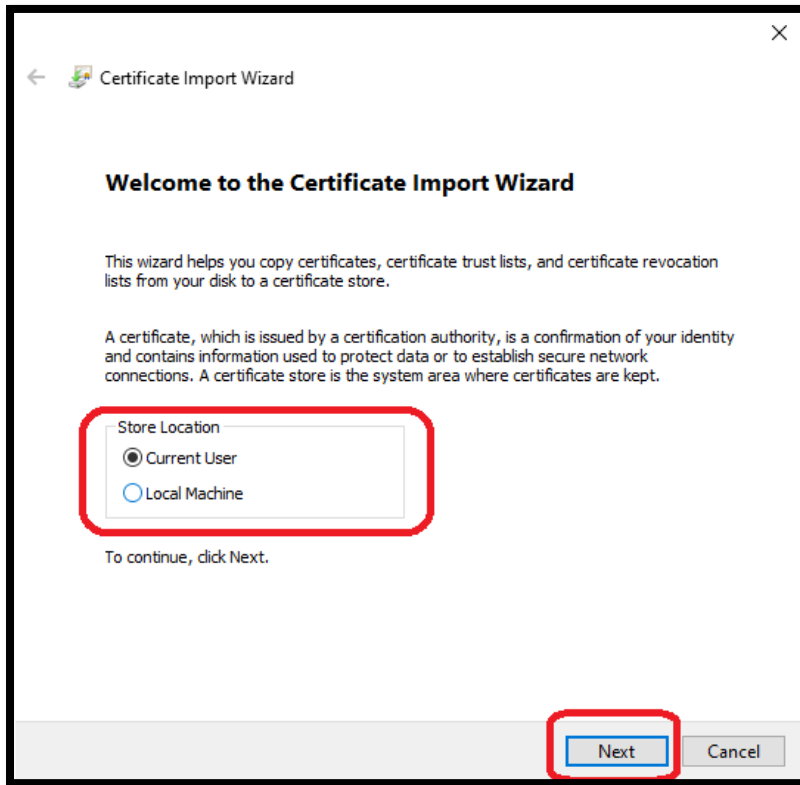 Certificate Import Wizard
Welcome to the Certificate Import Wizard
This wizard helps you copy certificates, certificate trust lists, and certificate revocation
lists from your disk to a certificate store.
A certificate, which is issued by a certification authority, is a confirmation of your identity
and contains information used to protect data or to establish secure network
connections. A certificate store is the system area where certificates are kept.
Store Location
Current User
Local Machine
To continue, click Next.
Next Cancel